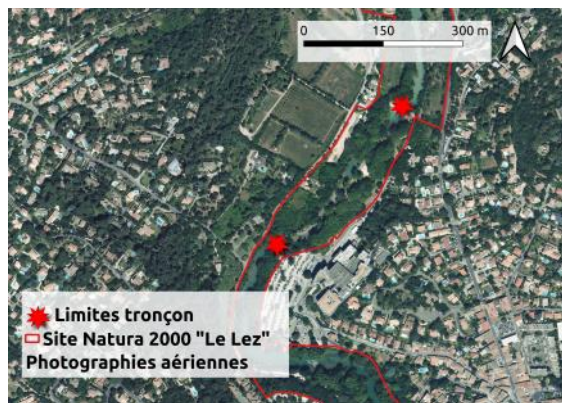 0 150 300 m
Limites tronçon
Site Natura 2000 "Le Lez"
Photographies aériennes